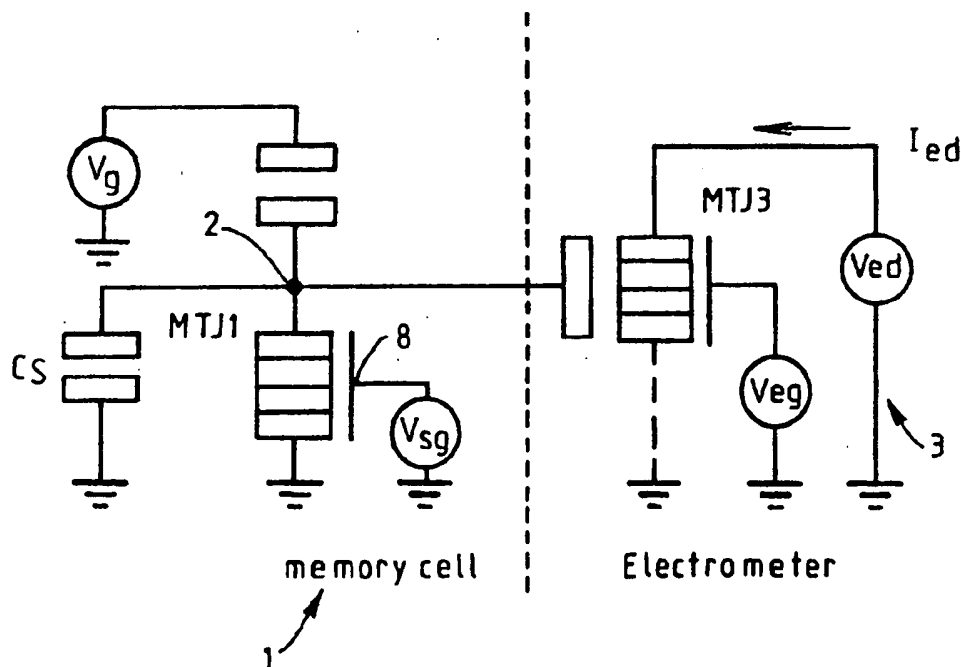 I_ed
MTJ3
Vg
2
Ved
MTJ1
8
CS
Veg
Vsg
3
memory cell
Electrometer
1